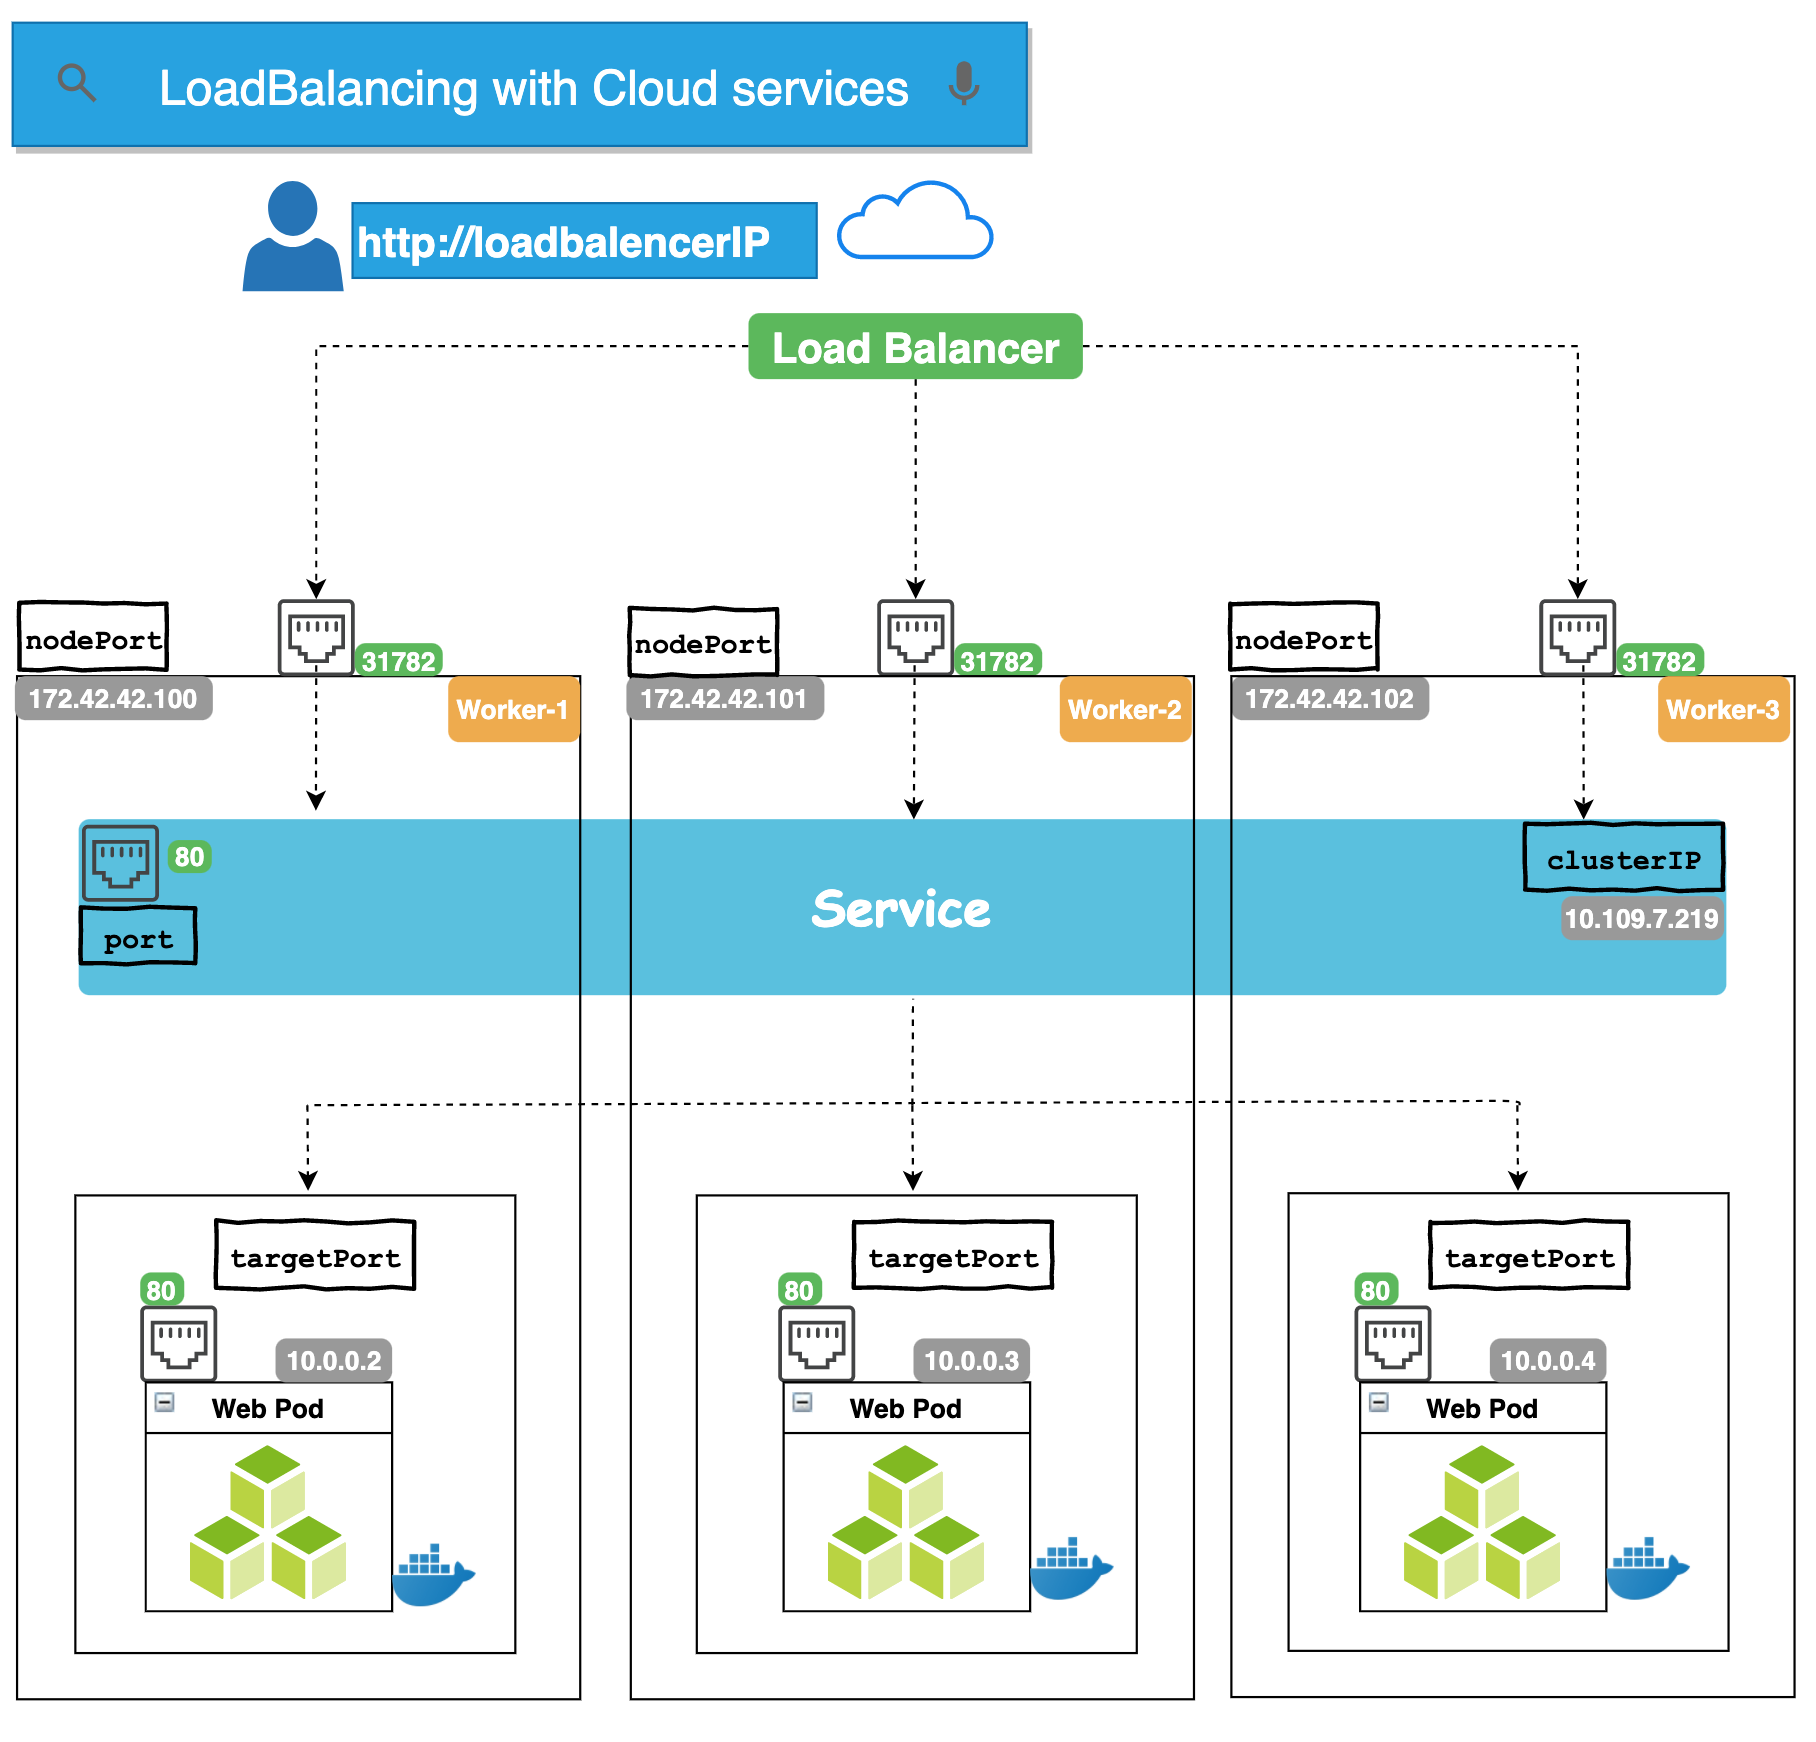 LoadBalancing with Cloud services
http://loadbalencerIP
Load Balancer
nodePort
31782
nodePort
31782
nodePort
31782
172.42.42.100
Worker-1
172.42.42.101
Worker-2
172.42.42.102
Worker-3
80
port
Service
clusterIP
10.109.7.219
targetPort
80
10.0.0.2
Web Pod
targetPort
80
10.0.0.3
Web Pod
targetPort
80
10.0.0.4
Web Pod